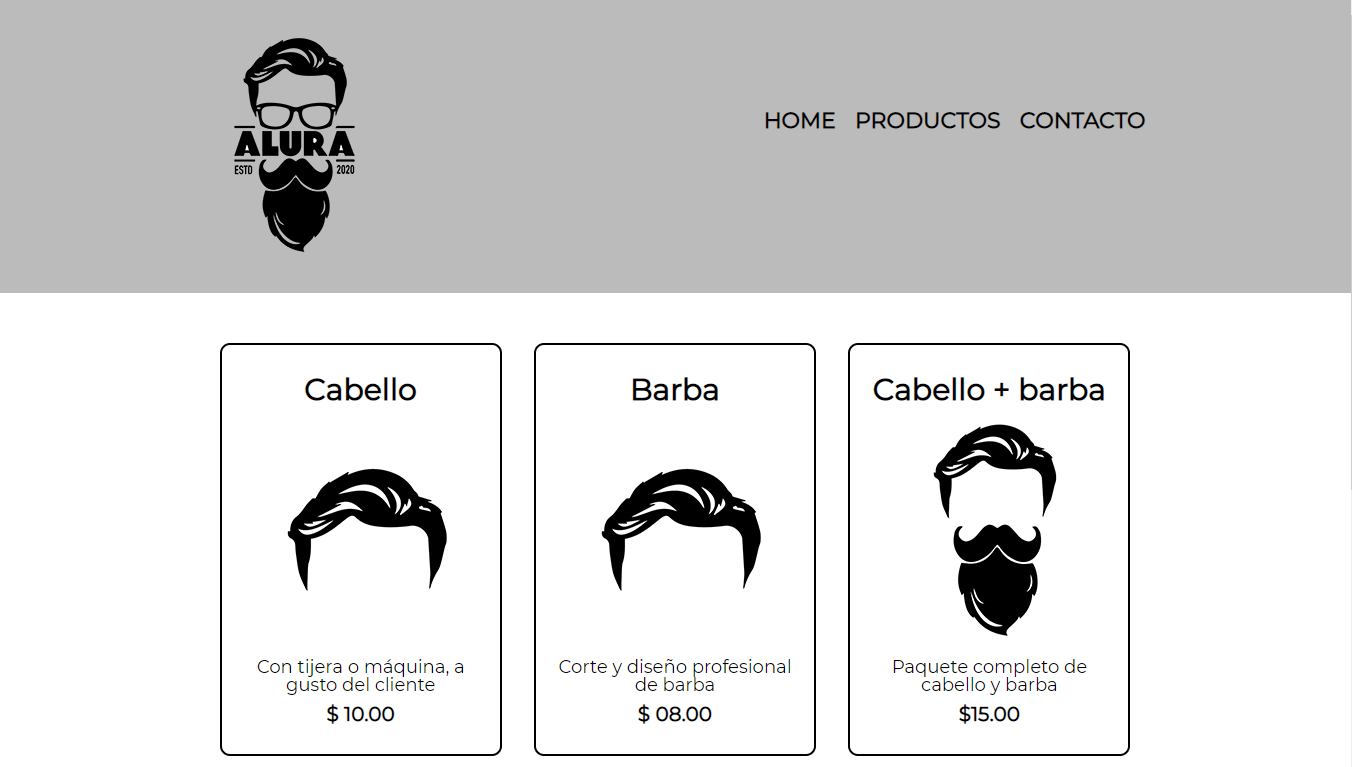 ALURA
ESTD 2020
HOME PRODUCTOS CONTACTO
Cabello
Con tijera o máquina, a
gusto del cliente
$ 10.00
Barba
Corte y diseño profesional
de barba
$ 08.00
Cabello + barba
Paquete completo de
cabello y barba
$15.00